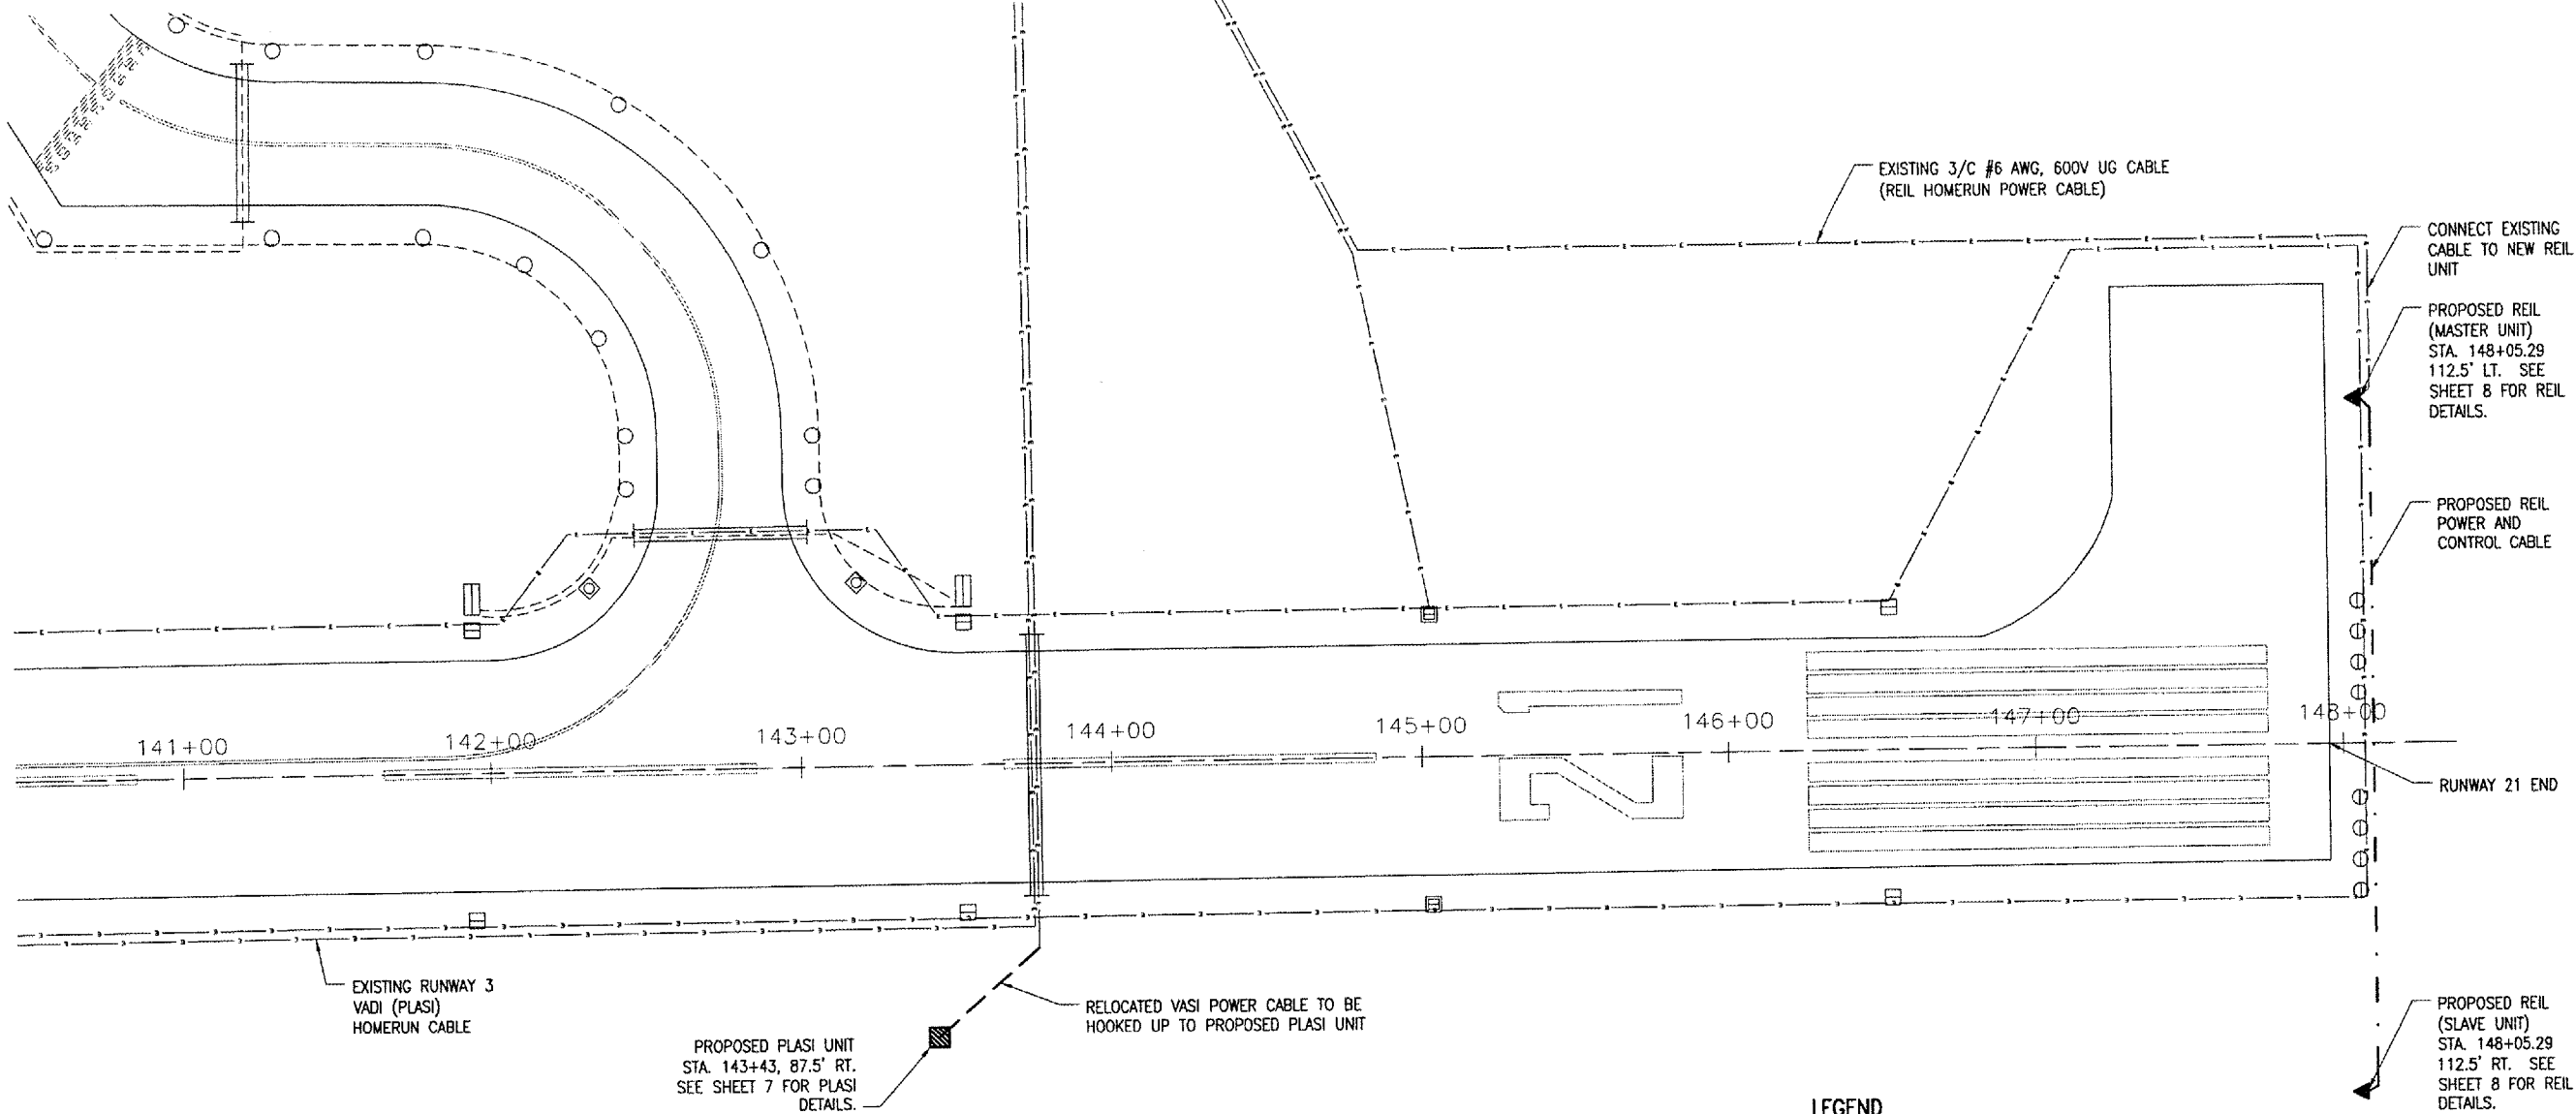 EXISTING 3/C #6 AWG, 600V UG CABLE
(REIL HOMERUN POWER CABLE)
CONNECT EXISTING
CABLE TO NEW REIL
UNIT
PROPOSED REIL
(MASTER UNIT)
STA. 148+05.29
112.5' LT. SEE
SHEET 8 FOR REIL
DETAILS.
PROPOSED REIL
POWER AND
CONTROL CABLE
141+00
142+00
143+00
144+00
145+00
146+00
147+00
148+00
21
RUNWAY 21 END
EXISTING RUNWAY 3
VADI (PLASI)
HOMERUN CABLE
RELOCATED VASI POWER CABLE TO BE
HOOKED UP TO PROPOSED PLASI UNIT
PROPOSED PLASI UNIT
STA. 143+43, 87.5' RT.
SEE SHEET 7 FOR PLASI
DETAILS.
PROPOSED REIL
(SLAVE UNIT)
STA. 148+05.29
112.5' RT. SEE
SHEET 8 FOR REIL
DETAILS.
LEGEND